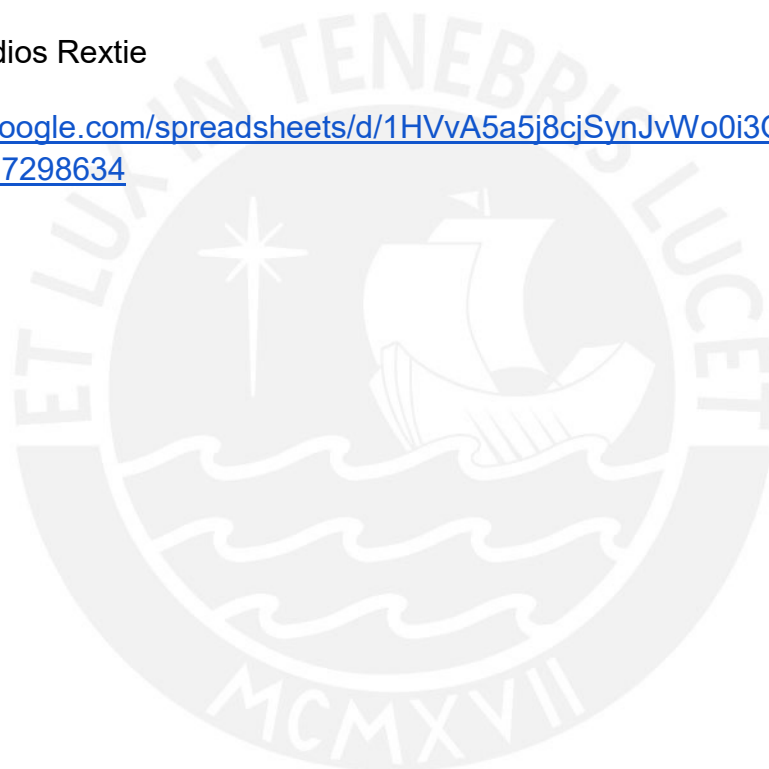 dios Rextie
oogle.com/spreadsheets/d/1HVvA5a5j8cjSynJvWo0i3
7298634
ET LUX IN TENEBRIS LUCET
MCMXVII